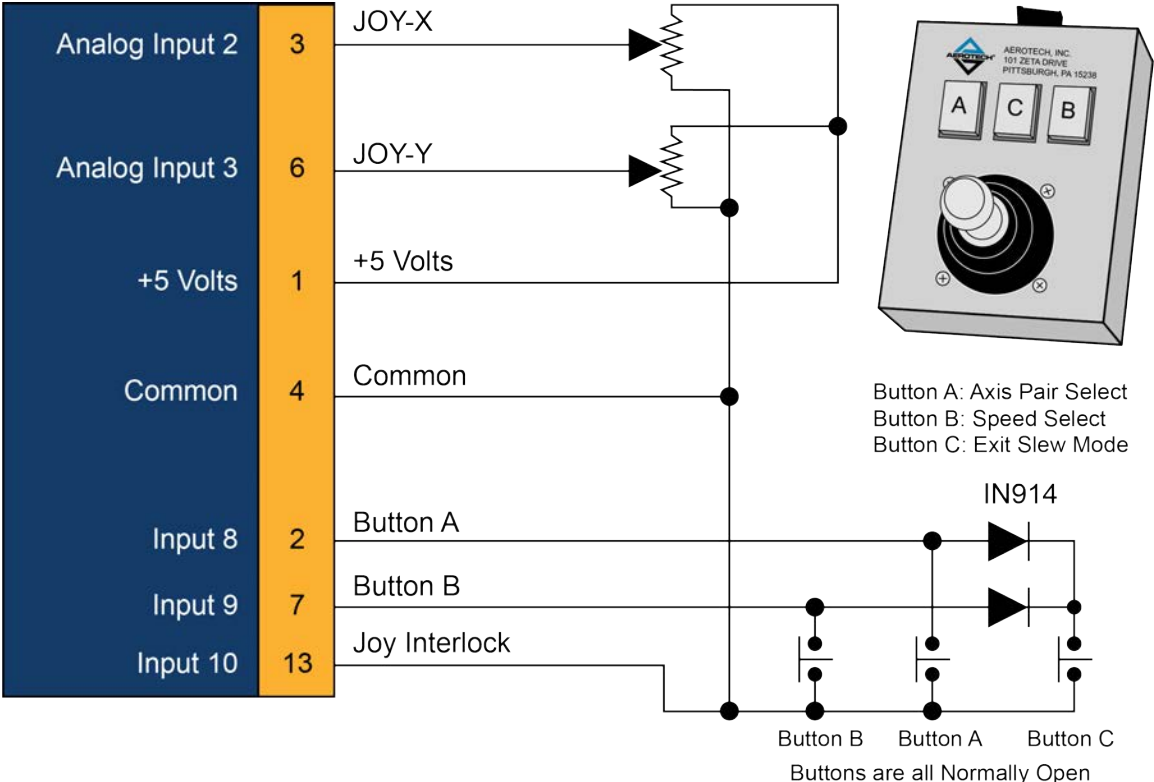 Analog Input 2 3 JOY-X
Analog Input 3 6 JOY-Y
+5 Volts 1 +5 Volts
Common 4 Common
Input 8 2 Button A
Input 9 7 Button B
Input 10 13 Joy Interlock
AEROTECH
AEROTECH, INC.
101 ZETA DRIVE
PITTSBURGH, PA 15238
A C B
Button A: Axis Pair Select
Button B: Speed Select
Button C: Exit Slew Mode
IN914
Button B Button A Button C
Buttons are all Normally Open